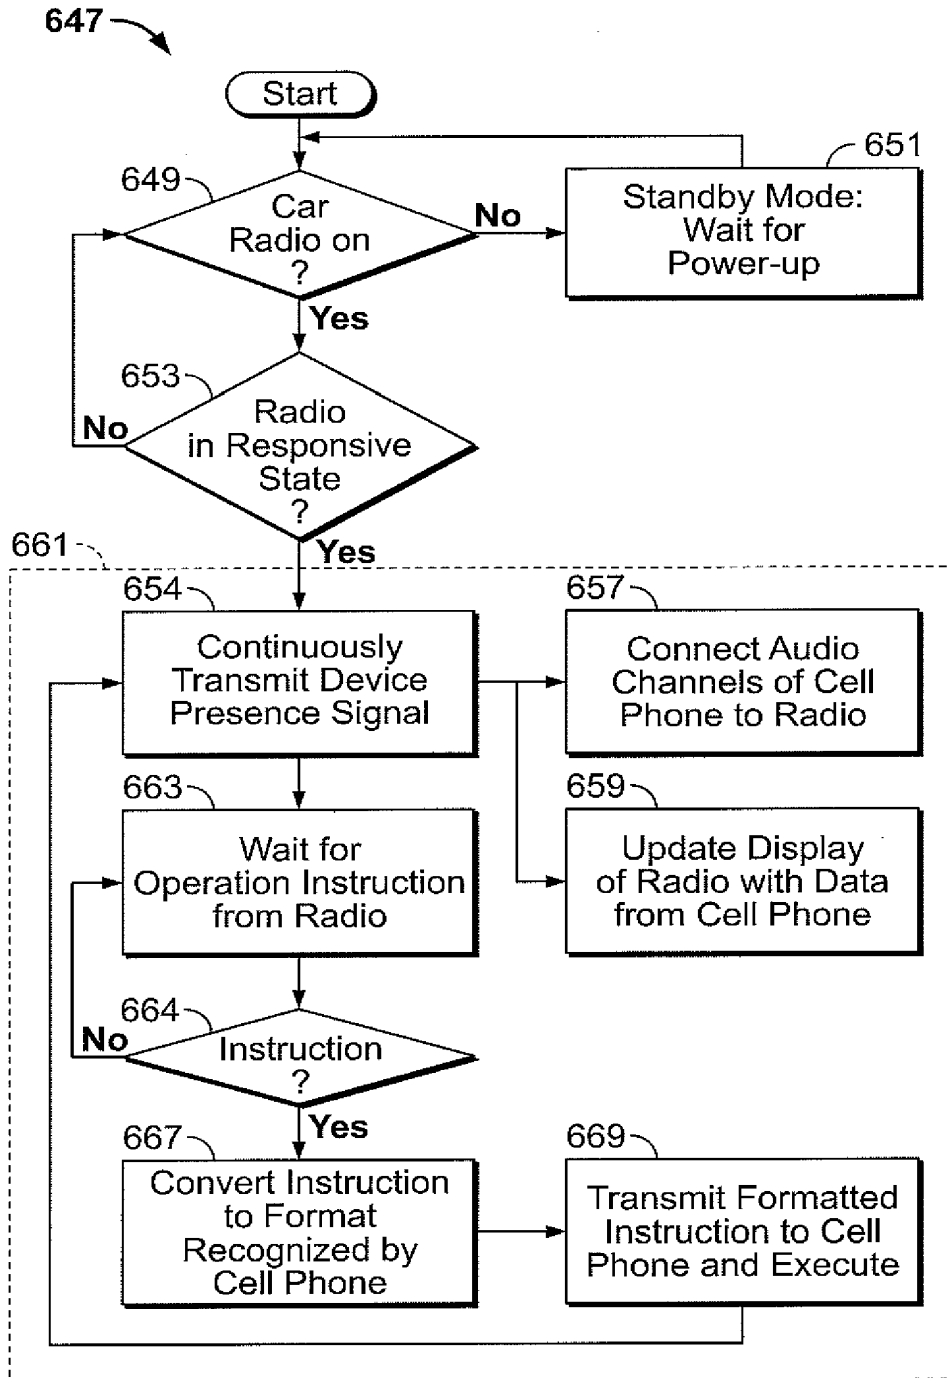 647
Start
649
Car
Radio on
?
No
651
Standby Mode:
Wait for
Power-up
Yes
653
Radio
in Responsive
State
?
No
Yes
661
654
Continuously
Transmit Device
Presence Signal
657
Connect Audio
Channels of Cell
Phone to Radio
663
Wait for
Operation Instruction
from Radio
659
Update Display
of Radio with Data
from Cell Phone
664
Instruction
?
No
Yes
667
Convert Instruction
to Format
Recognized by
Cell Phone
669
Transmit Formatted
Instruction to Cell
Phone and Execute